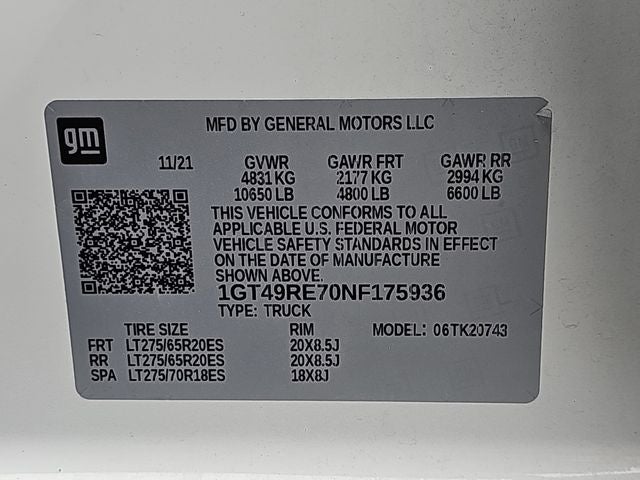 gm
MFD BY GENERAL MOTORS LLC
11/21 GVWR GAWR FRT GAWR RR
4831 KG 2177 KG 2994 KG
10650 LB 4800 LB 6600 LB
THIS VEHICLE CONFORMS TO ALL
APPLICABLE U.S. FEDERAL MOTOR
VEHICLE SAFETY STANDARDS IN EFFECT
ON THE DATE OF MANUFACTURE
SHOWN ABOVE.
1GT49RE70NF175936
TYPE: TRUCK
TIRE SIZE RIM MODEL: 06TK20743
FRT LT275/65R20ES 20X8.5J
RR LT275/65R20ES 20X8.5J
SPA LT275/70R18ES 18X8J